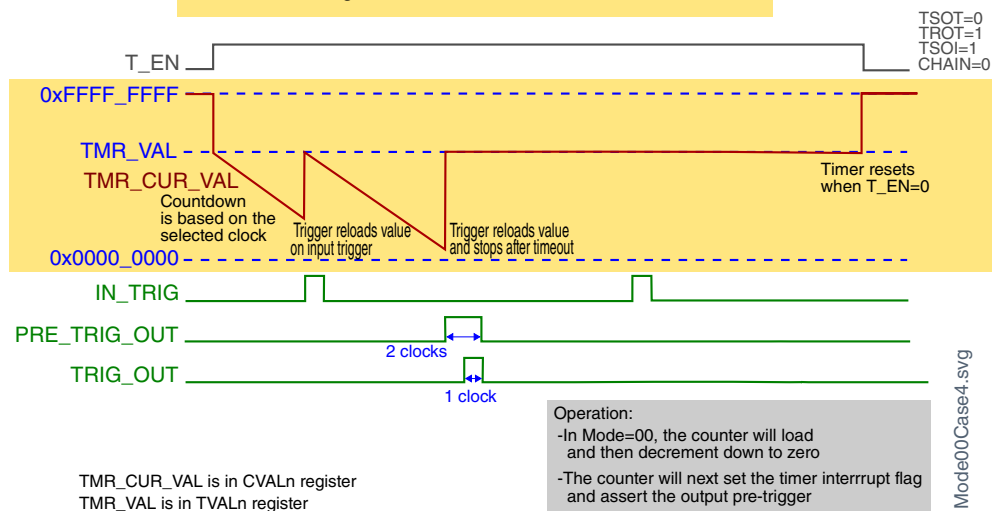 TSOT=0
TROT=1
TSOI=1
CHAIN=0
T_EN
0xFFFF_FFFF
TMR_VAL
TMR_CUR_VAL
Countdown
is based on the
selected clock
Trigger reloads value
on input trigger
Trigger reloads value
and stops after timeout
Timer resets
when T_EN=0
0x0000_0000
IN_TRIG
PRE_TRIG_OUT
2 clocks
TRIG_OUT
1 clock
Operation:
-In Mode=00, the counter will load
and then decrement down to zero
-The counter will next set the timer interrrupt flag
and assert the output pre-trigger
TMR_CUR_VAL is in CVALn register
TMR_VAL is in TVALn register
Mode00Case4.svg